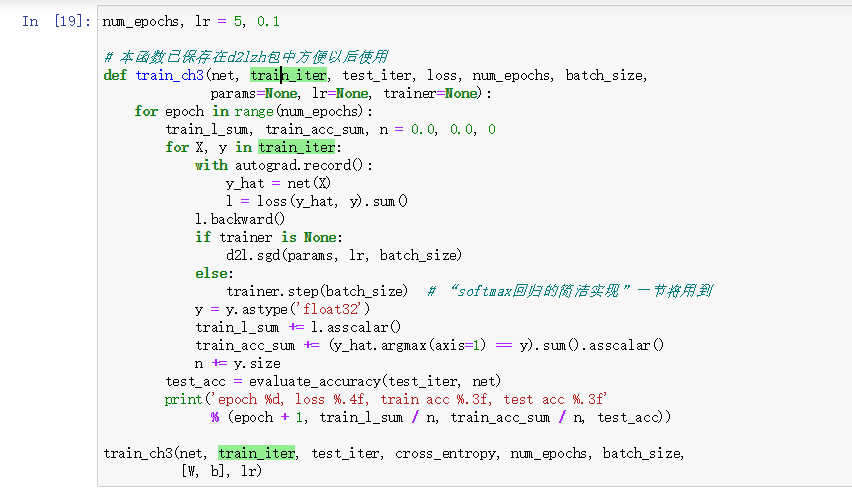 In [19]: num_epochs, lr = 5, 0.1

# 本函数已保存在d2lzh包中方便以后使用
def train_ch3(net, train_iter, test_iter, loss, num_epochs, batch_size,
              params=None, lr=None, trainer=None):
    for epoch in range(num_epochs):
        train_l_sum, train_acc_sum, n = 0.0, 0.0, 0
        for X, y in train_iter:
            with autograd.record():
                y_hat = net(X)
                l = loss(y_hat, y).sum()
            l.backward()
            if trainer is None:
                d2l.sgd(params, lr, batch_size)
            else:
                trainer.step(batch_size)  # “softmax回归的简洁实现”一节将用到
            y = y.astype('float32')
            train_l_sum += l.asscalar()
            train_acc_sum += (y_hat.argmax(axis=1) == y).sum().asscalar()
            n += y.size
        test_acc = evaluate_accuracy(test_iter, net)
        print('epoch %d, loss %.4f, train acc %.3f, test acc %.3f'
              % (epoch + 1, train_l_sum / n, train_acc_sum / n, test_acc))

train_ch3(net, train_iter, test_iter, cross_entropy, num_epochs, batch_size,
          [W, b], lr)